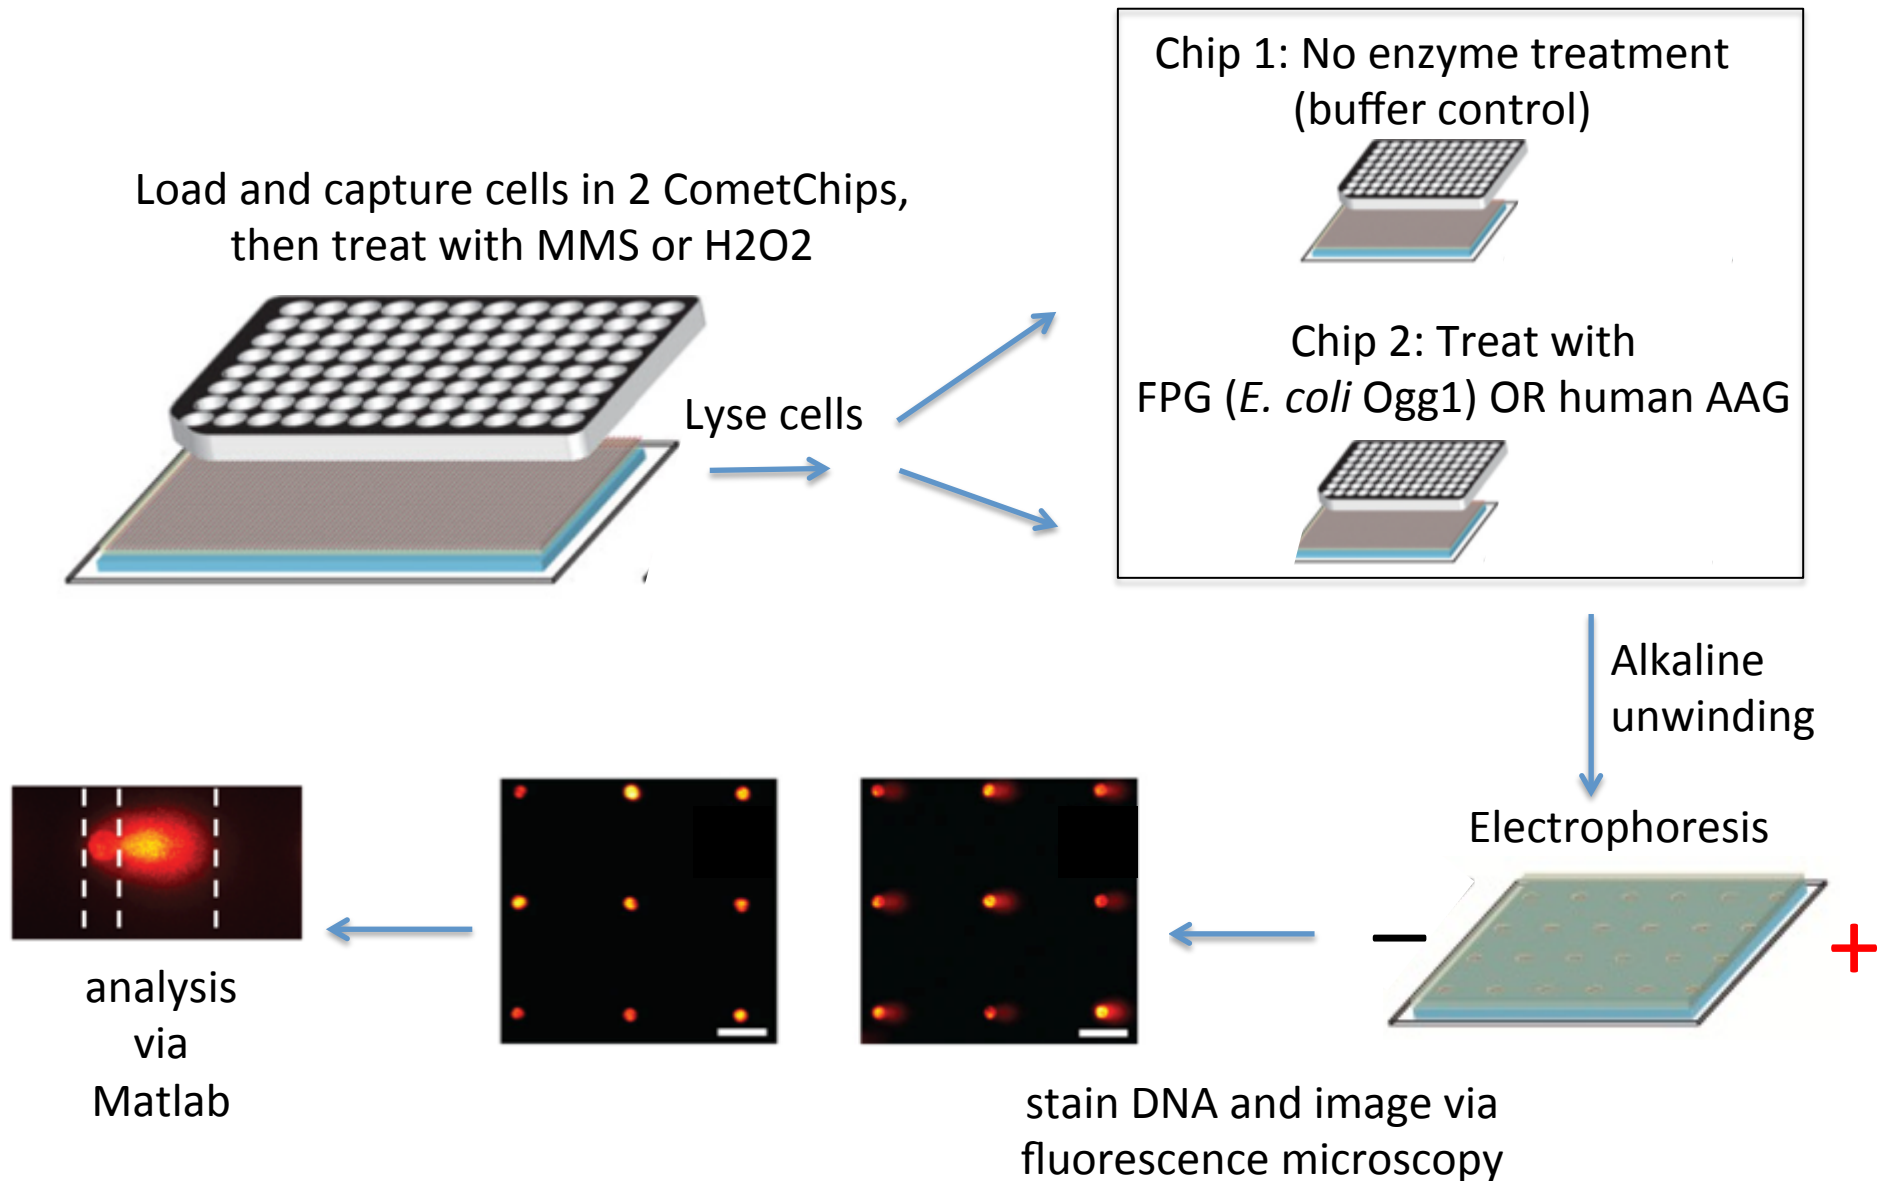 Load and capture cells in 2 CometChips,
then treat with MMS or H2O2
Lyse cells
Chip 1: No enzyme treatment
(buffer control)
Chip 2: Treat with
FPG (E. coli Ogg1) OR human AAG
Alkaline
unwinding
Electrophoresis
− +
stain DNA and image via
fluorescence microscopy
analysis
via
Matlab